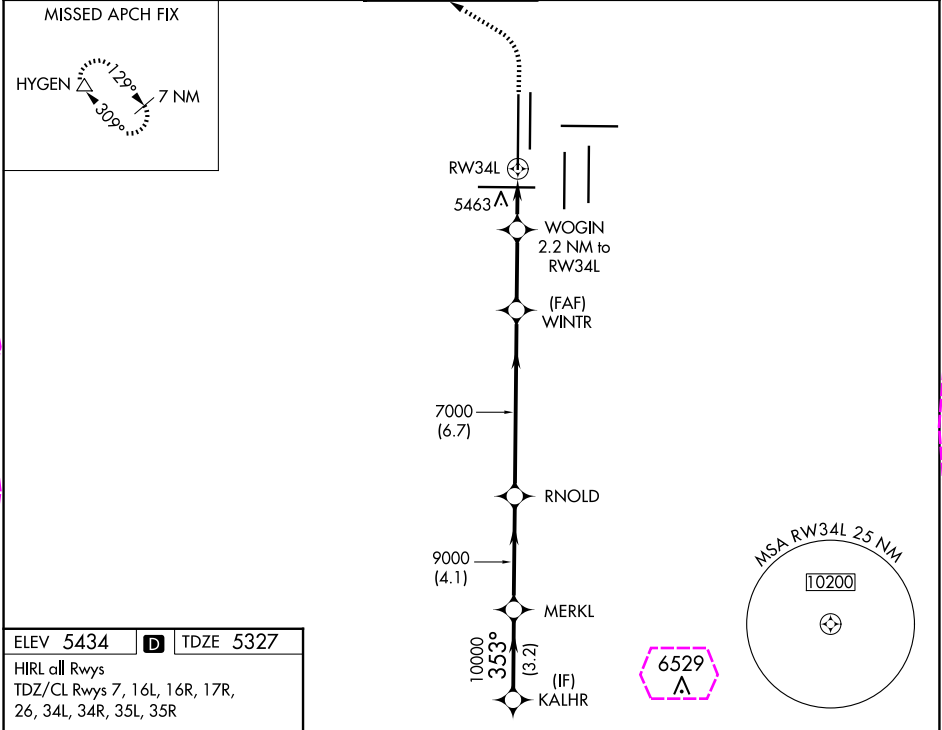 MISSED APCH FIX
HYGEN
129°
309°
7 NM
RW34L
5463
WOGIN
2.2 NM to
RW34L
(FAF)
WINTR
7000
(6.7)
RNOLD
9000
(4.1)
MERKL
10000
353°
(3.2)
(IF)
KALHR
6529
MSA RW34L 25 NM
10200
ELEV 5434 D TDZE 5327
HIRL all Rwys
TDZ/CL Rwys 7, 16L, 16R, 17R,
26, 34L, 34R, 35L, 35R